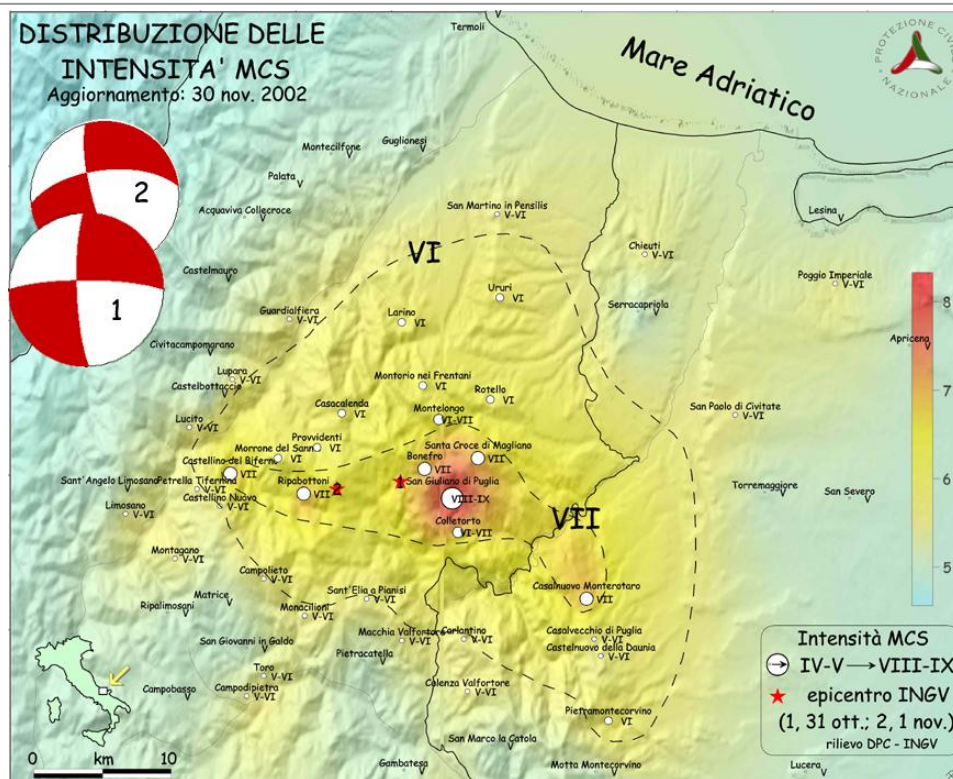 DISTRIBUZIONE DELLE
INTENSITA' MCS
Aggiornamento: 30 nov. 2002
Termoli
V
Mare Adriatico
PROTEZIONE CIVILE
NAZIONALE
2
1
Montecilfone V
Guglionesi V
Palata V
Acquaviva Collecroce V
San Martino in Pensilis
V-VI
Lesina V
VI
Chieuti
V-VI
Castelmauro V
Poggio Imperiale
V-VI
Ururi
VI
Serracapriola V
8
Guardialfiera
V-VI
Larino
VI
Civitacampomarano V
Apricena V
Lupara
V-VI
Castelbottaccio V
Montorio nei Frentani
VI
Rotello
VI
7
Casacalenda
VI
Montelongo
VI-VII
San Paolo di Civitate
V-VI
Lucito
V-VI
Provvidenti
VI
Morrone del Sannio
VI
Santa Croce di Magliano
VII
Castellino del Biferno
VII
Bonefro
VII
Sant'Angelo Limosano V
Petrella Tifernina
V-VI
Ripabottoni
VII
2
1
San Giuliano di Puglia
VIII-IX
Torremaggiore V
San Severo V
6
Castellino Nuovo
V-VI
Limosano
V-VI
Colletorto
VI-VII
VII
Montagano
V-VI
Campolieto
V-VI
5
Sant'Elia a Pianisi
V-VI
Casalnuovo Monterotaro
VII
Matrice V
Ripalimosani V
Monacilioni
V-VI
Macchia Valfortore
V-VI
Carlantino
V-VI
Casalvecchio di Puglia
V-VI
San Giovanni in Galdo V
Pietracatella V
Castelnuovo della Daunia
V-VI
Toro
V-VI
Campobasso V
Campodipietra
V-VI
Celenza Valfortore
V-VI
Pietramontecorvino
VI
San Marco la Catola V
Gambatesa V
Motta Montecorvino V
Lucera V
0 km 10
Intensità MCS
IV-V → VIII-IX
epicentro INGV
(1, 31 ott.; 2, 1 nov.)
rilievo DPC - INGV